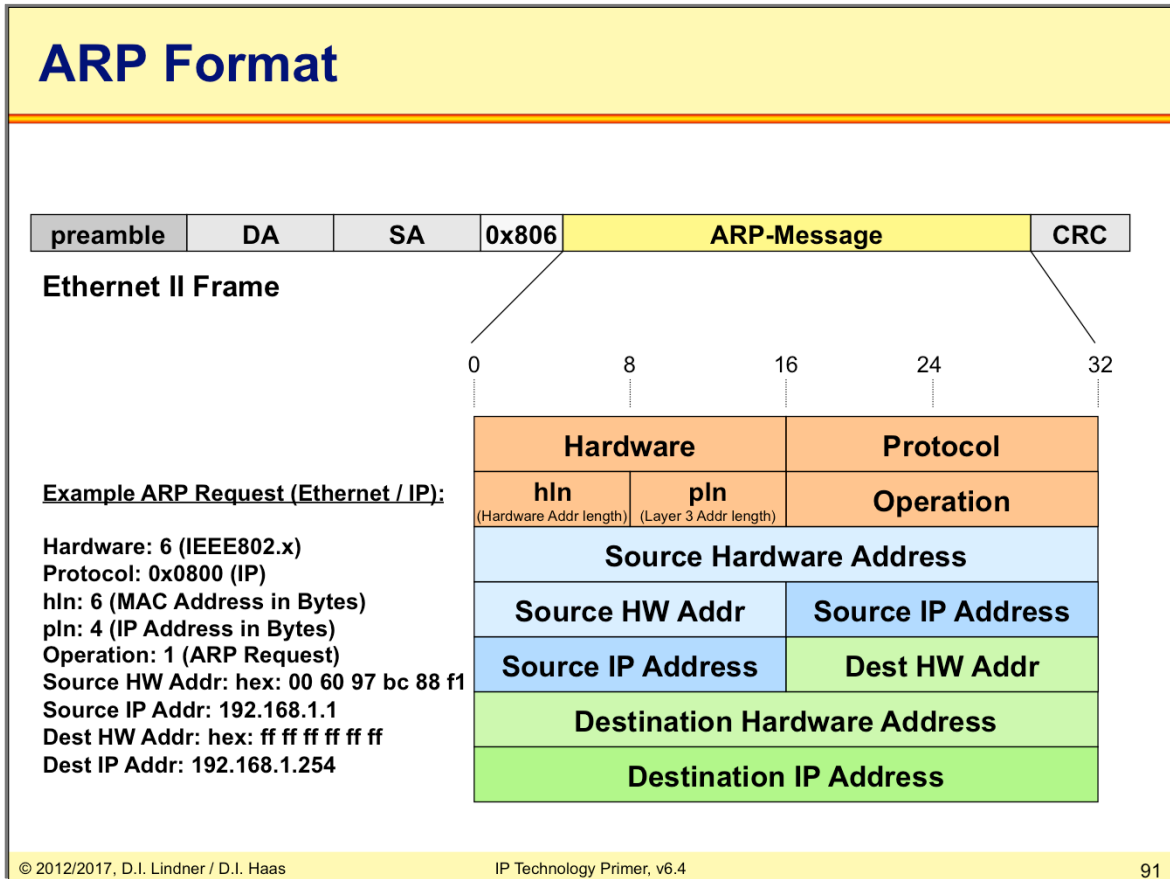 ARP Format
preamble DA SA 0x806 ARP-Message CRC
Ethernet II Frame
0 8 16 24 32
Hardware Protocol
hln pln Operation
(Hardware Addr length) (Layer 3 Addr length)
Source Hardware Address
Source HW Addr Source IP Address
Source IP Address Dest HW Addr
Destination Hardware Address
Destination IP Address
Example ARP Request (Ethernet / IP):
Hardware: 6 (IEEE802.x)
Protocol: 0x0800 (IP)
hln: 6 (MAC Address in Bytes)
pln: 4 (IP Address in Bytes)
Operation: 1 (ARP Request)
Source HW Addr: hex: 00 60 97 bc 88 f1
Source IP Addr: 192.168.1.1
Dest HW Addr: hex: ff ff ff ff ff ff
Dest IP Addr: 192.168.1.254
© 2012/2017, D.I. Lindner / D.I. Haas IP Technology Primer, v6.4 91